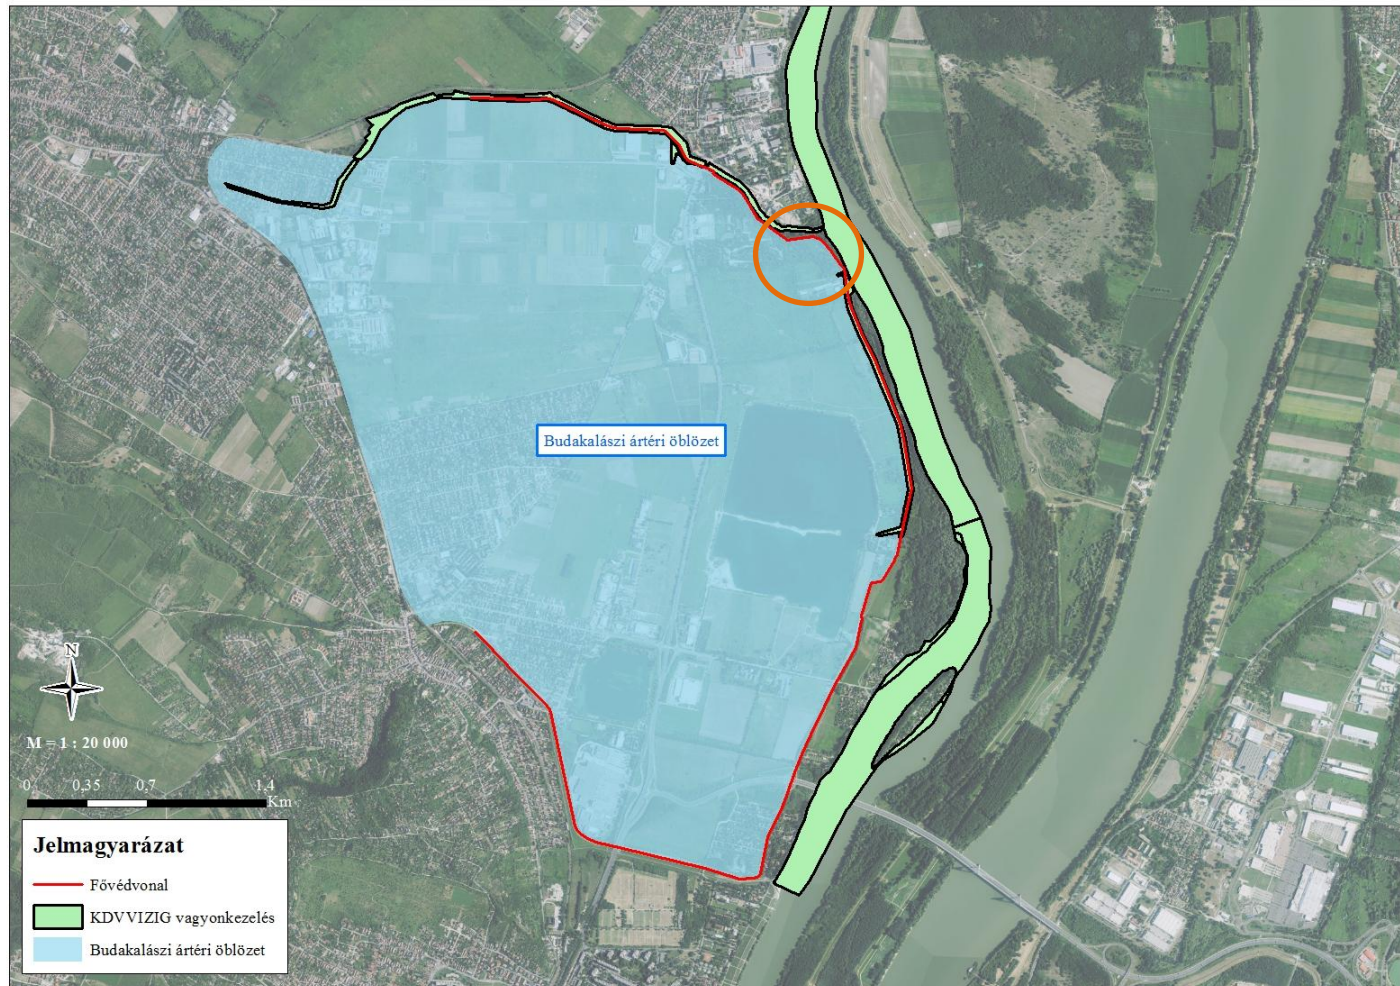 Budakalászi ártéri öblözet
N
M = 1 : 20 000
0 0,35 0,7 1,4
Km
Jelmagyarázat
Fővédvonal
KDVVIZIG vagyonkezelés
Budakalászi ártéri öblözet